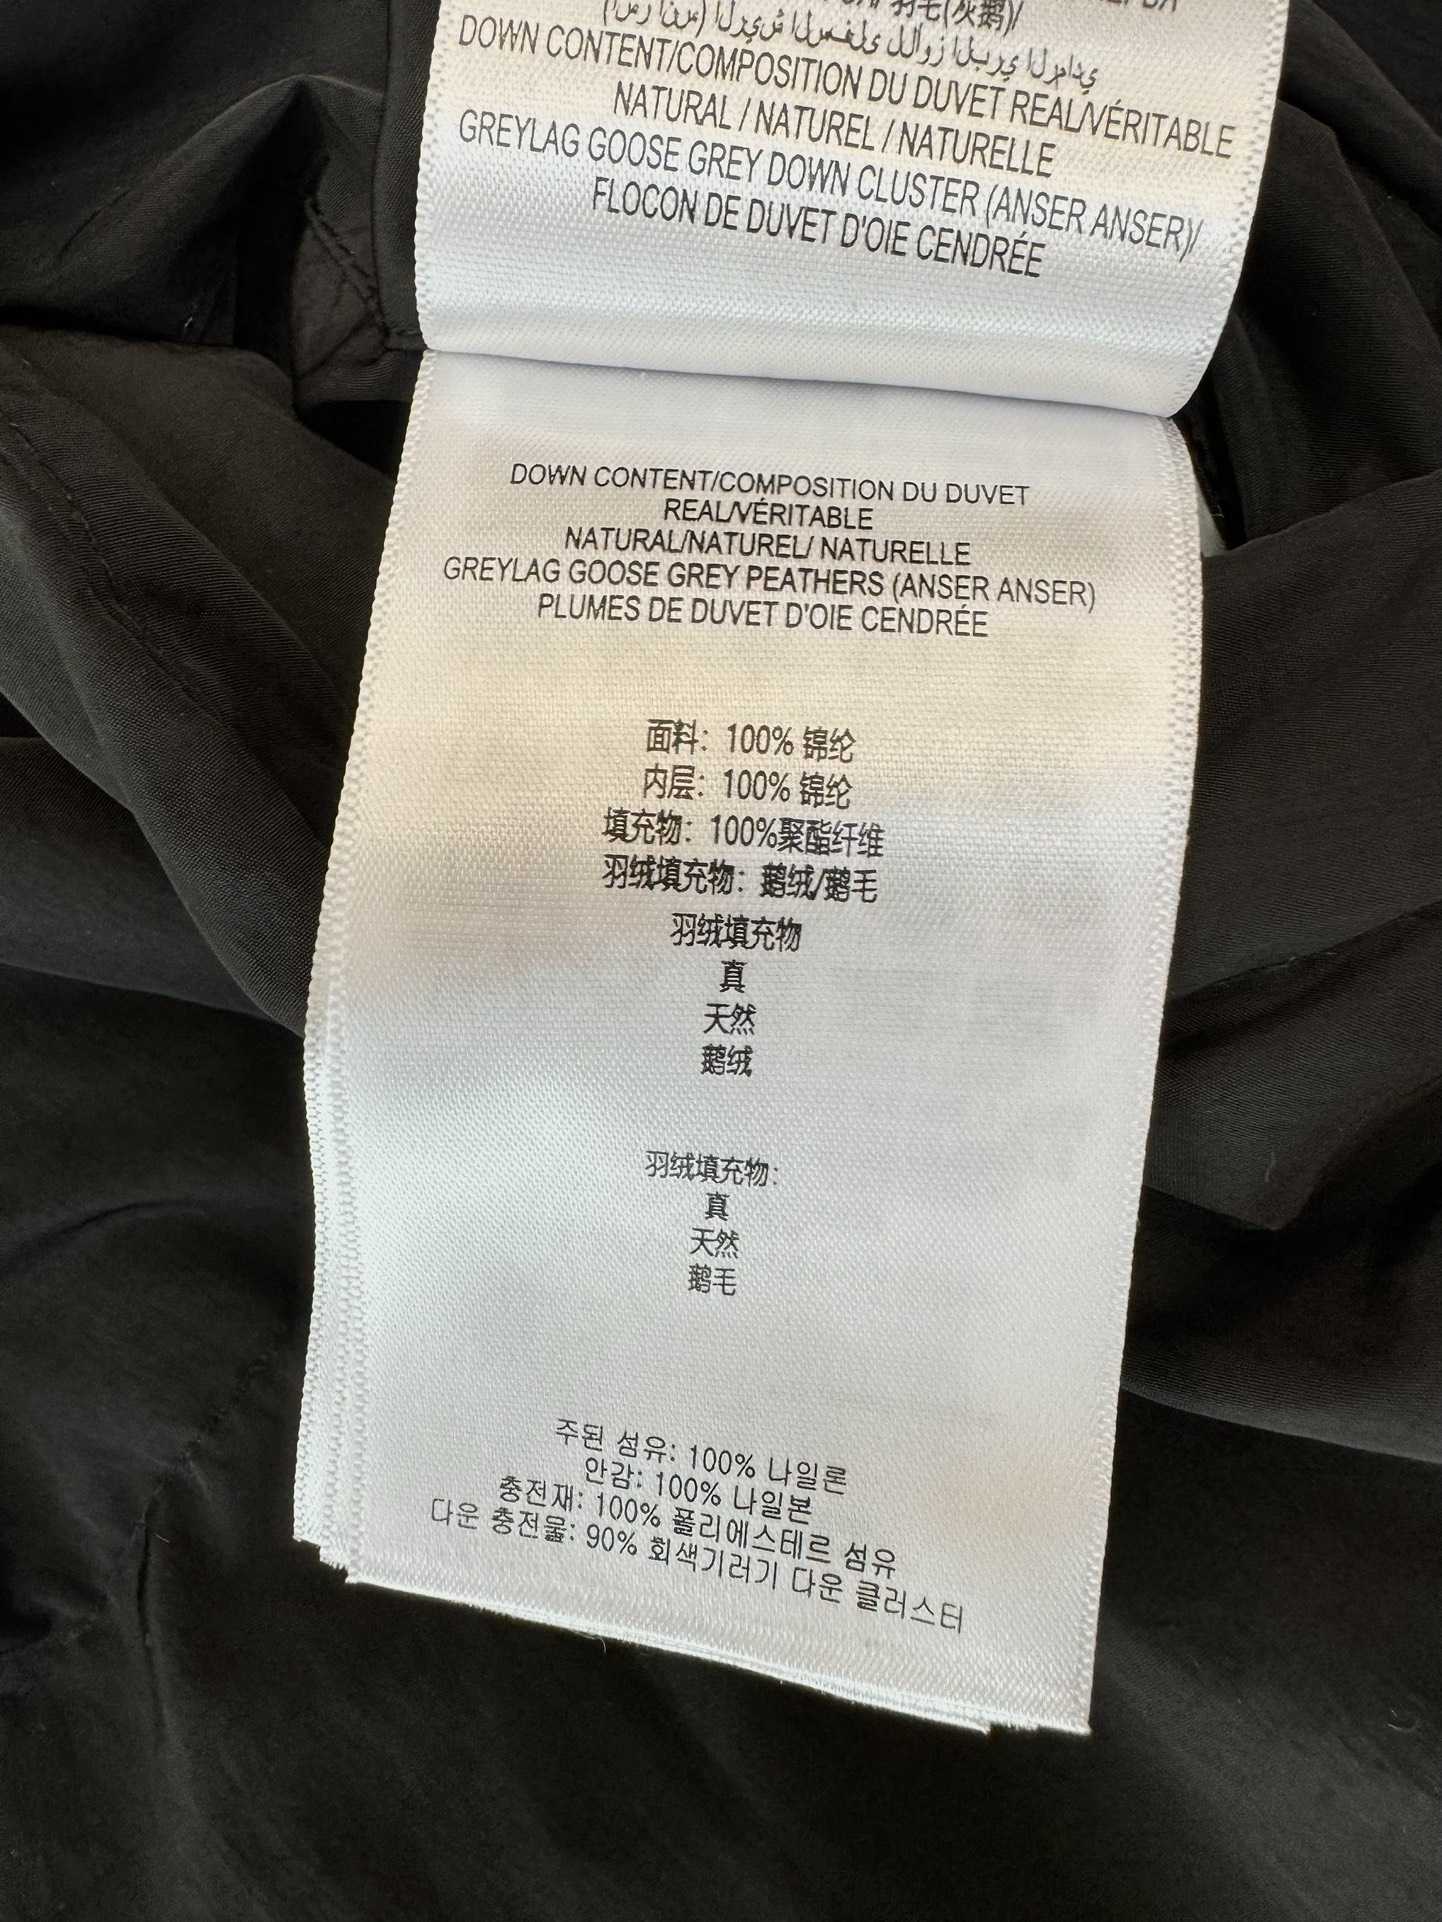 羽毛(灰鹅)/
DOWN CONTENT/COMPOSITION DU DUVET REAL/VÉRITABLE
NATURAL / NATUREL / NATURELLE
GREYLAG GOOSE GREY DOWN CLUSTER (ANSER ANSER)/
FLOCON DE DUVET D'OIE CENDRÉE
DOWN CONTENT/COMPOSITION DU DUVET
REAL/VÉRITABLE
NATURAL/NATUREL/ NATURELLE
GREYLAG GOOSE GREY PEATHERS (ANSER ANSER)
PLUMES DE DUVET D'OIE CENDRÉE
面料: 100% 锦纶
内层: 100% 锦纶
填充物: 100%聚酯纤维
羽绒填充物: 鹅绒/鹅毛
羽绒填充物
真
天然
鹅绒
羽绒填充物:
真
天然
鹅毛
주된 섬유: 100% 나일론
안감: 100% 나일본
충전재: 100% 폴리에스테르 섬유
다운 충전물: 90% 회색기러기 다운 클러스터